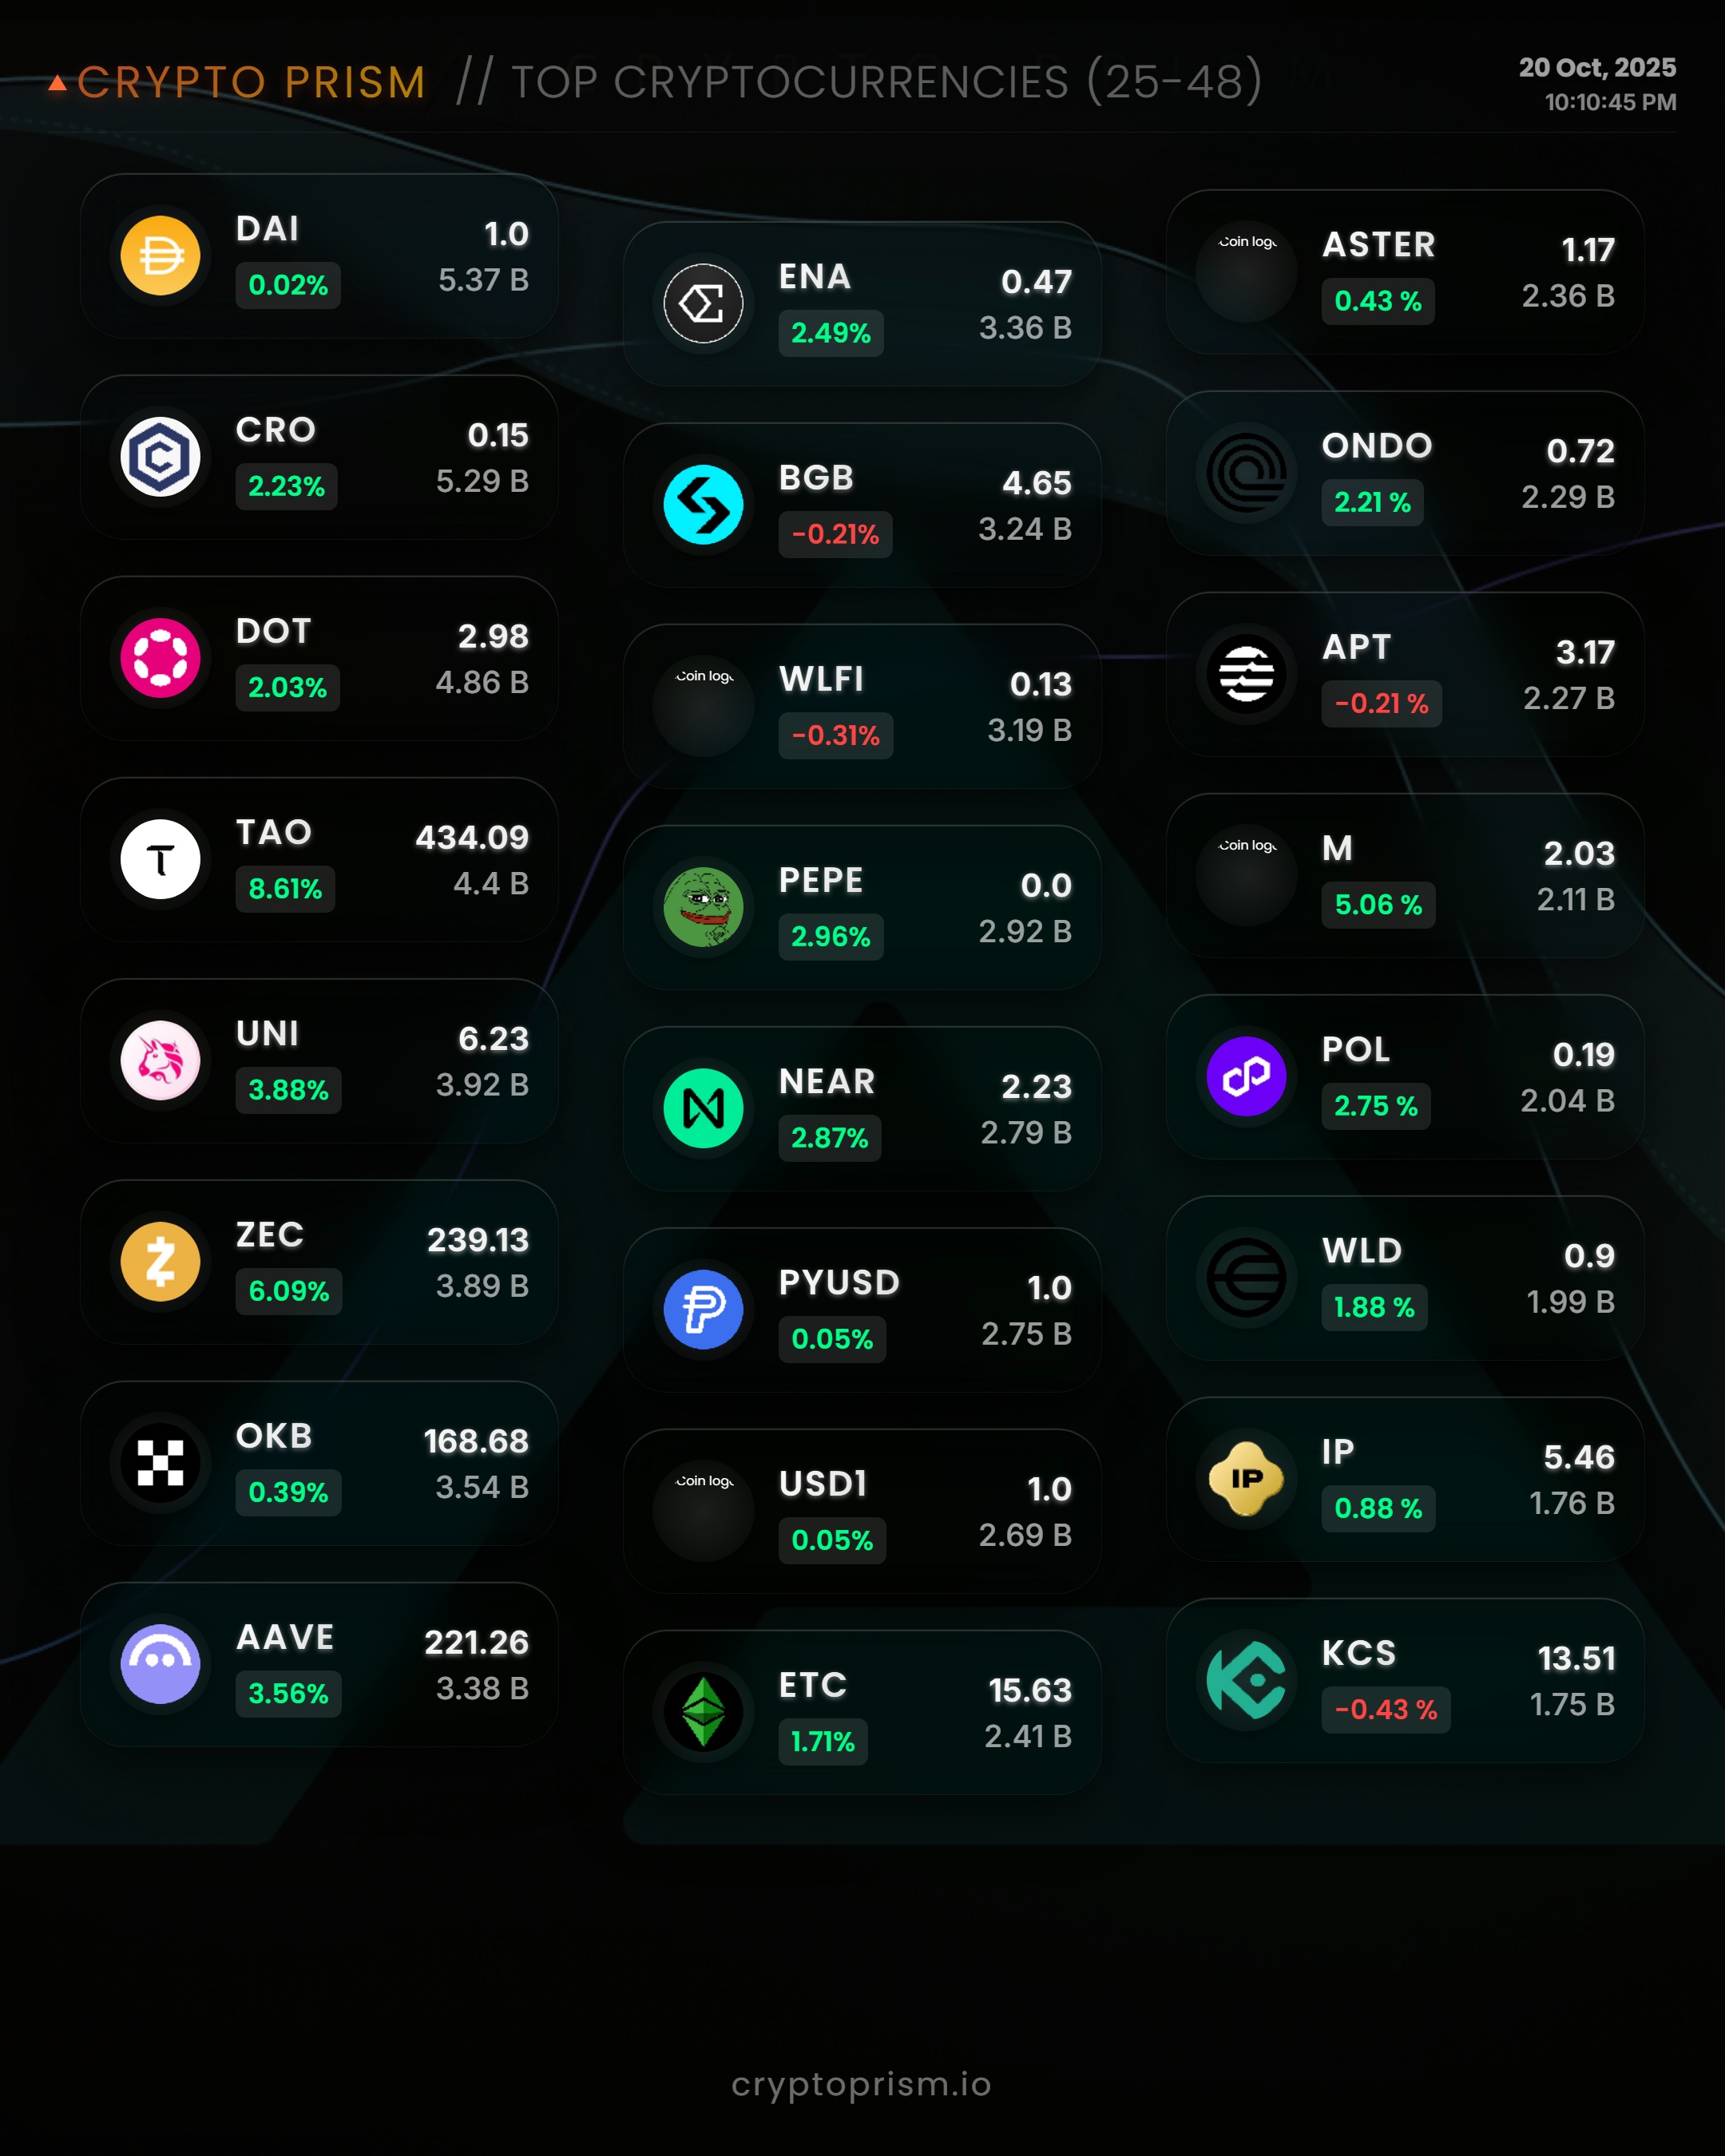 CRYPTO PRISM // TOP CRYPTOCURRENCIES (25-48)
20 Oct, 2025
10:10:45 PM
DAI
1.0
0.02%
5.37 B
CRO
0.15
2.23%
5.29 B
DOT
2.98
2.03%
4.86 B
TAO
434.09
8.61%
4.4 B
UNI
6.23
3.88%
3.92 B
ZEC
239.13
6.09%
3.89 B
OKB
168.68
0.39%
3.54 B
AAVE
221.26
3.56%
3.38 B
ENA
0.47
2.49%
3.36 B
BGB
4.65
-0.21%
3.24 B
Coin log
WLFI
0.13
-0.31%
3.19 B
PEPE
0.0
2.96%
2.92 B
NEAR
2.23
2.87%
2.79 B
PYUSD
1.0
0.05%
2.75 B
Coin log
USD1
1.0
0.05%
2.69 B
ETC
15.63
1.71%
2.41 B
Coin log
ASTER
1.17
0.43 %
2.36 B
ONDO
0.72
2.21 %
2.29 B
APT
3.17
-0.21 %
2.27 B
Coin log
M
2.03
5.06 %
2.11 B
POL
0.19
2.75 %
2.04 B
WLD
0.9
1.88 %
1.99 B
IP
IP
5.46
0.88 %
1.76 B
KCS
13.51
-0.43 %
1.75 B
cryptoprism.io